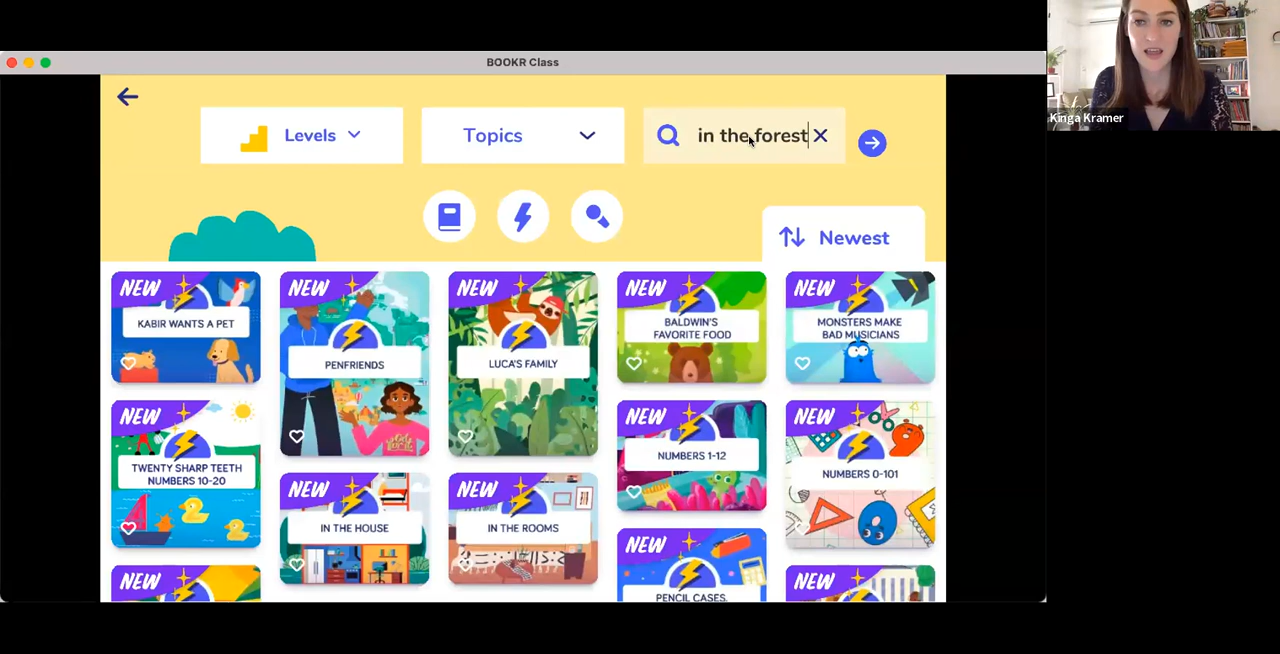 BOOKR Class
Kinga Kramer
Levels
Topics
in the forest
Newest
NEW
KABIR WANTS A PET
NEW
PENFRIENDS
NEW
LUCA'S FAMILY
NEW
BALDWIN'S
FAVORITE FOOD
NEW
MONSTERS MAKE
BAD MUSICIANS
NEW
TWENTY SHARP TEETH
NUMBERS 10-20
NEW
NUMBERS 1-12
NEW
NUMBERS 0-101
NEW
IN THE HOUSE
NEW
IN THE ROOMS
NEW
PENCIL CASES,
NEW
NEW